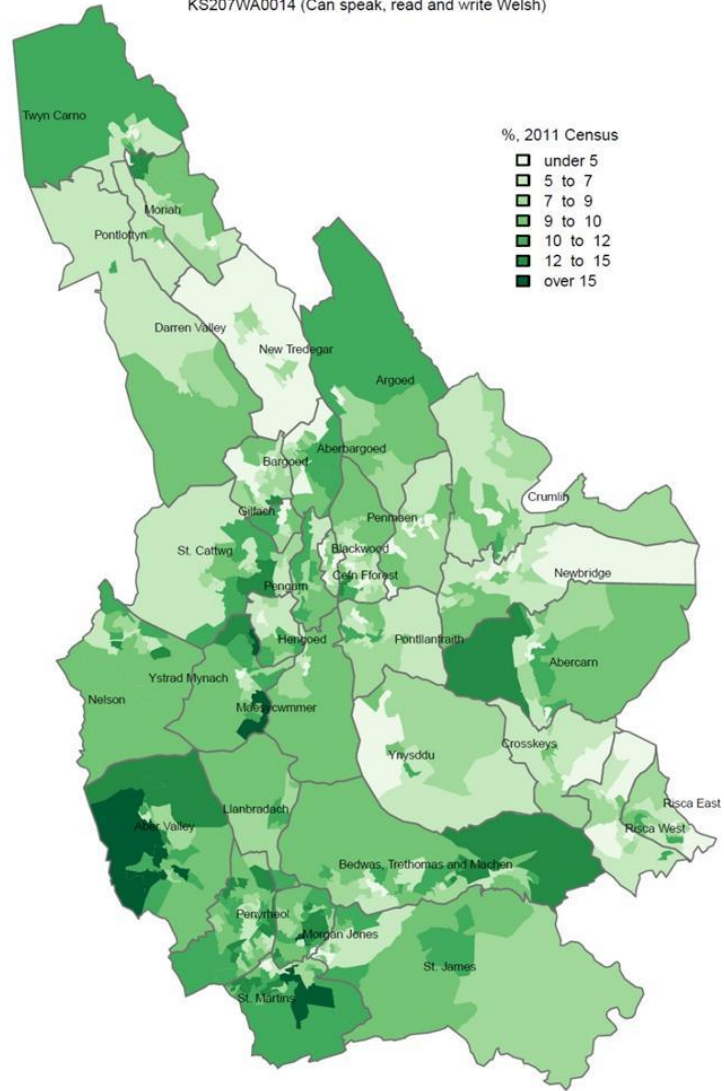 KS207WA0014 (Can speak, read and write Welsh)
%, 2011 Census
under 5
5 to 7
7 to 9
9 to 10
10 to 12
12 to 15
over 15
Twyn Carno
Moriah
Pontlottyn
Darren Valley
New Tredegar
Argoed
Aberbargoed
Bargoed
Crumlin
Gilfach
Penmaen
St. Cattwg
Blackwood
Cefn Fforest
Newbridge
Pengam
Hengoed
Pontllanfraith
Abercarn
Ystrad Mynach
Nelson
Maesycwmmer
Crosskeys
Ynysddu
Risca East
Llanbradach
Aber Valley
Risca West
Bedwas, Trethomas and Machen
Penyrheol
Morgan Jones
St. James
St. Martins